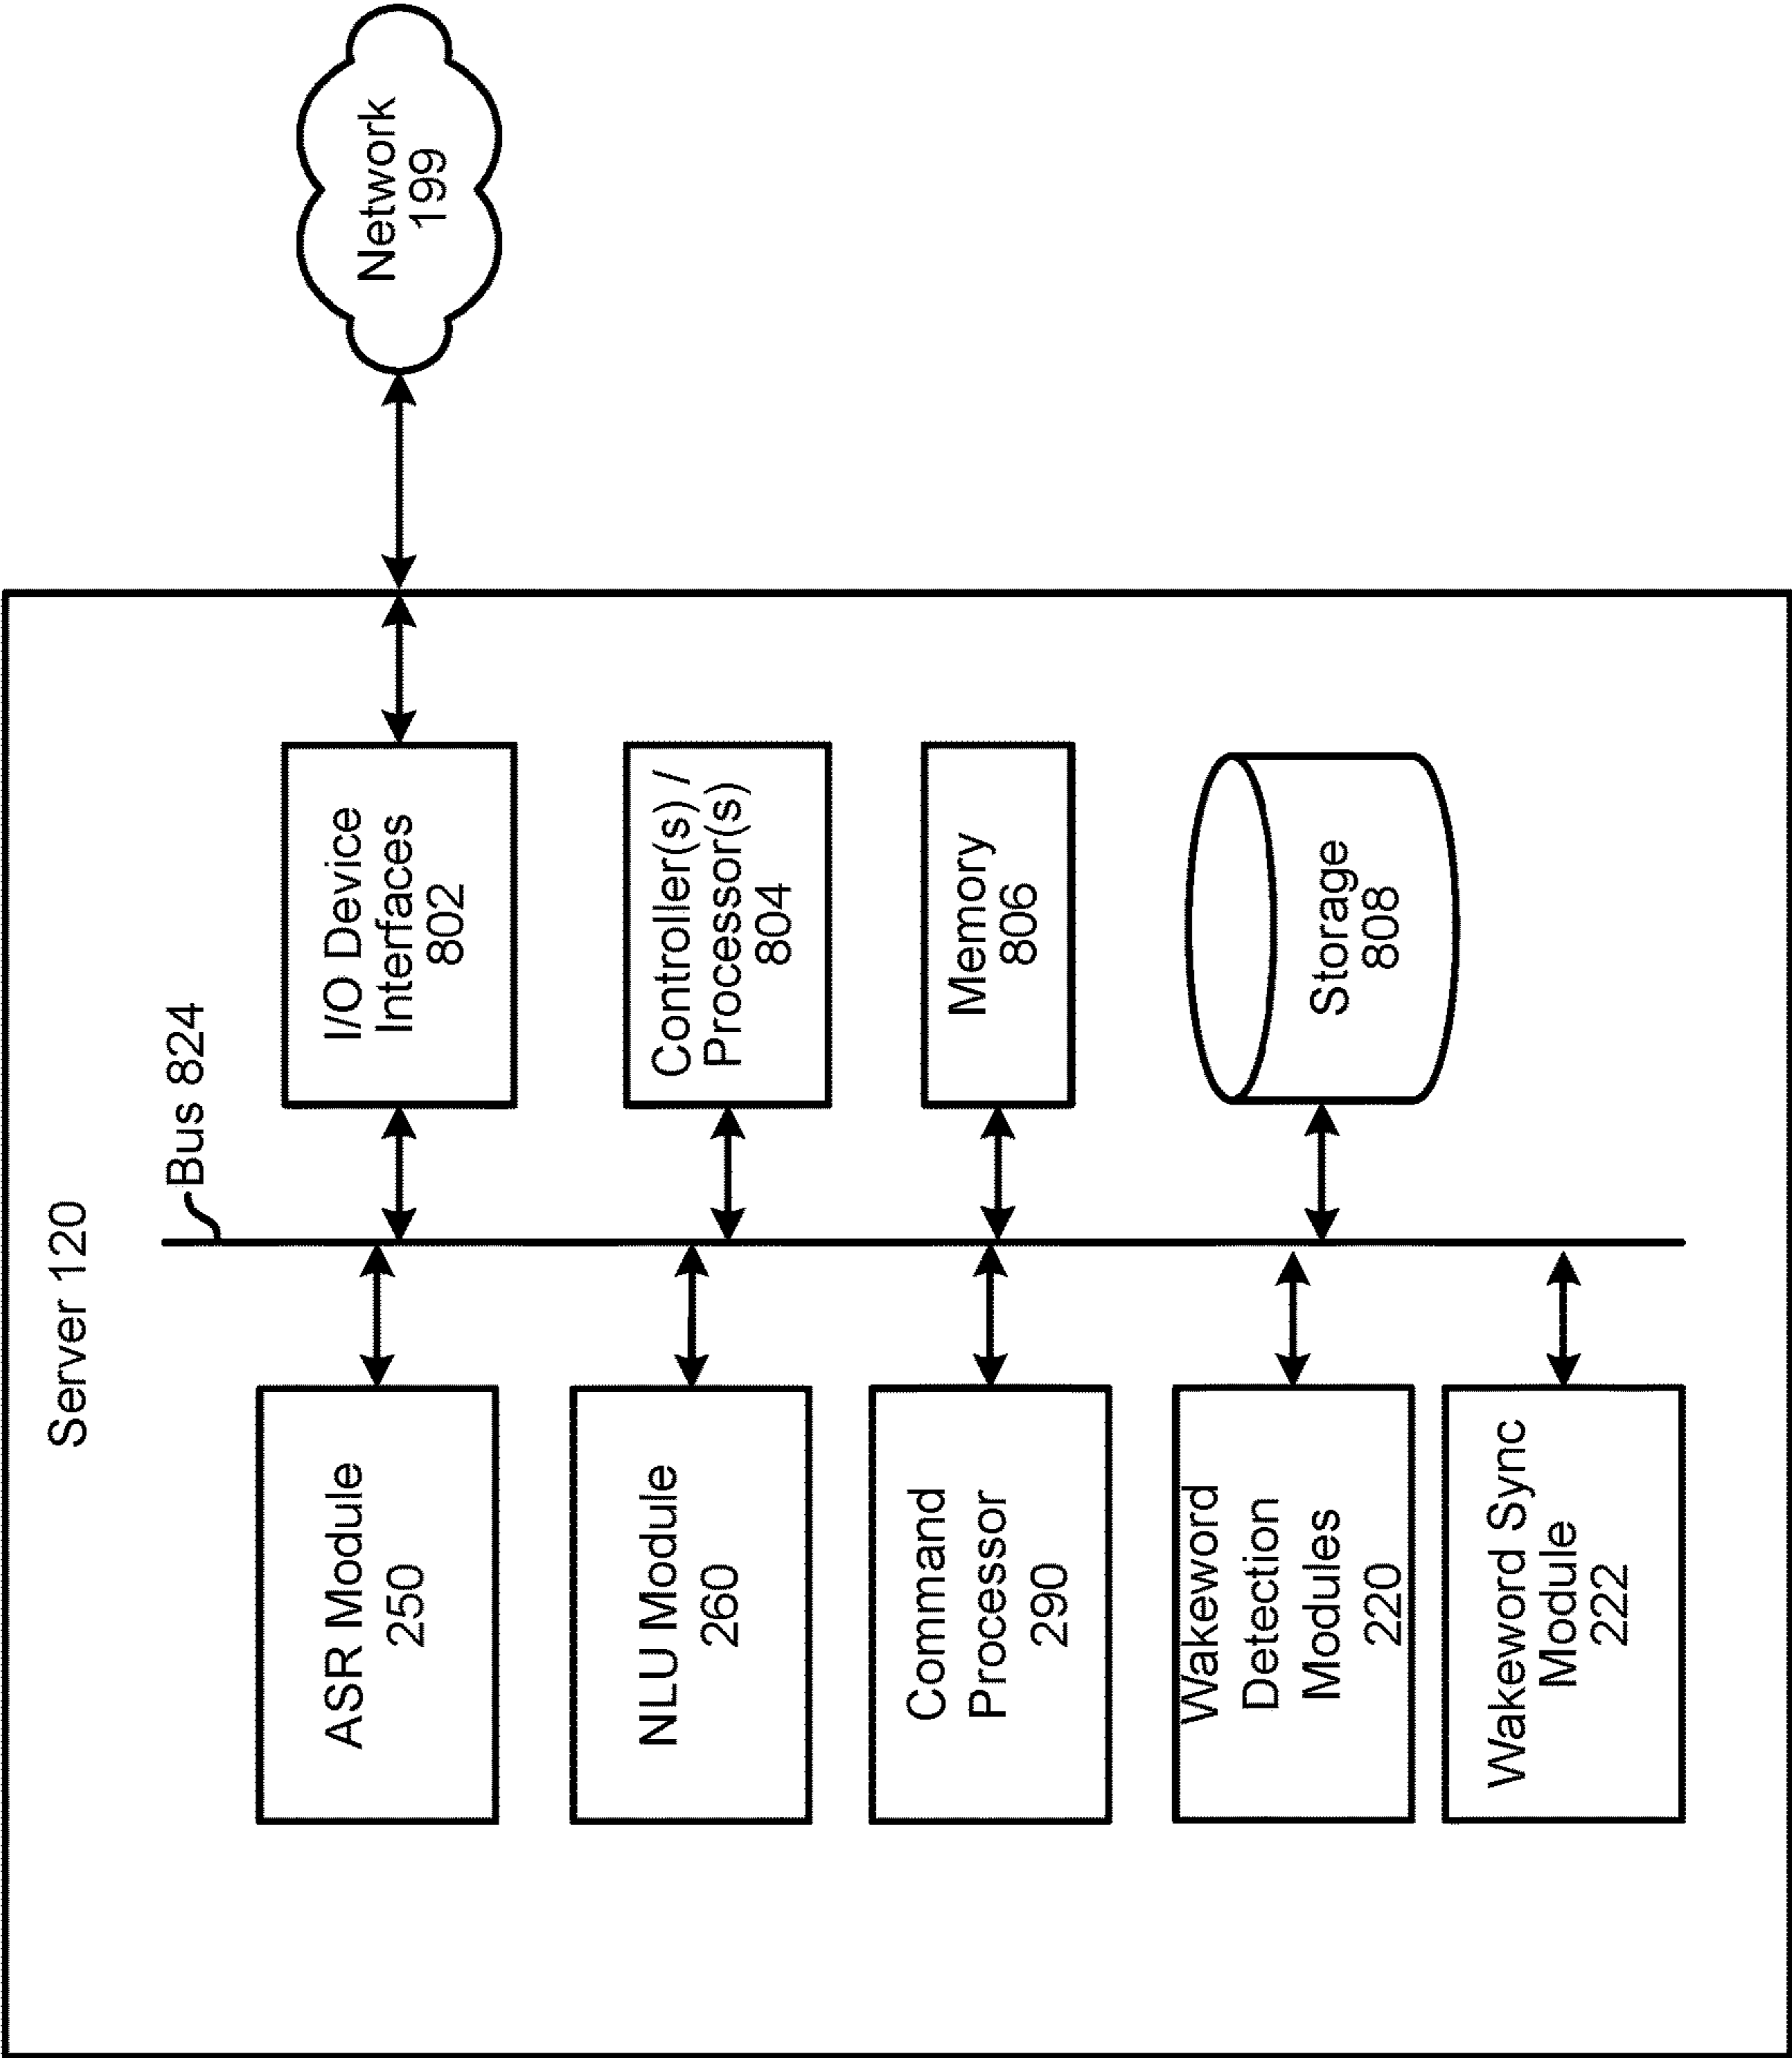 Server 120
Bus 824
ASR Module
250
NLU Module
260
Command
Processor
290
Wakeword
Detection
Modules
220
Wakeword Sync
Module
222
I/O Device
Interfaces
802
Controller(s) /
Processor(s)
804
Memory
806
Storage
808
Network
199